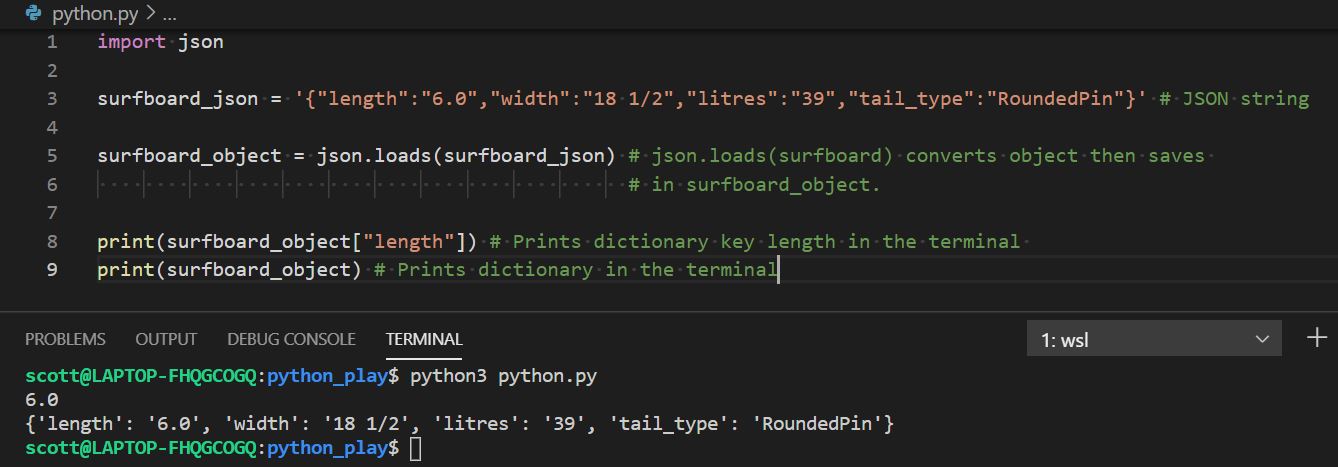 python.py > ...
1 import json
2
3 surfboard_json = '{"length":"6.0","width":"18 1/2","litres":"39","tail_type":"RoundedPin"}' # JSON string
4
5 surfboard_object = json.loads(surfboard_json) # json.loads(surfboard) converts object then saves
6 # in surfboard_object.
7
8 print(surfboard_object["length"]) # Prints dictionary key length in the terminal
9 print(surfboard_object) # Prints dictionary in the terminal
PROBLEMS OUTPUT DEBUG CONSOLE TERMINAL 1: wsl
scott@LAPTOP-FHQGCOGQ:python_play$ python3 python.py
6.0
{'length': '6.0', 'width': '18 1/2', 'litres': '39', 'tail_type': 'RoundedPin'}
scott@LAPTOP-FHQGCOGQ:python_play$